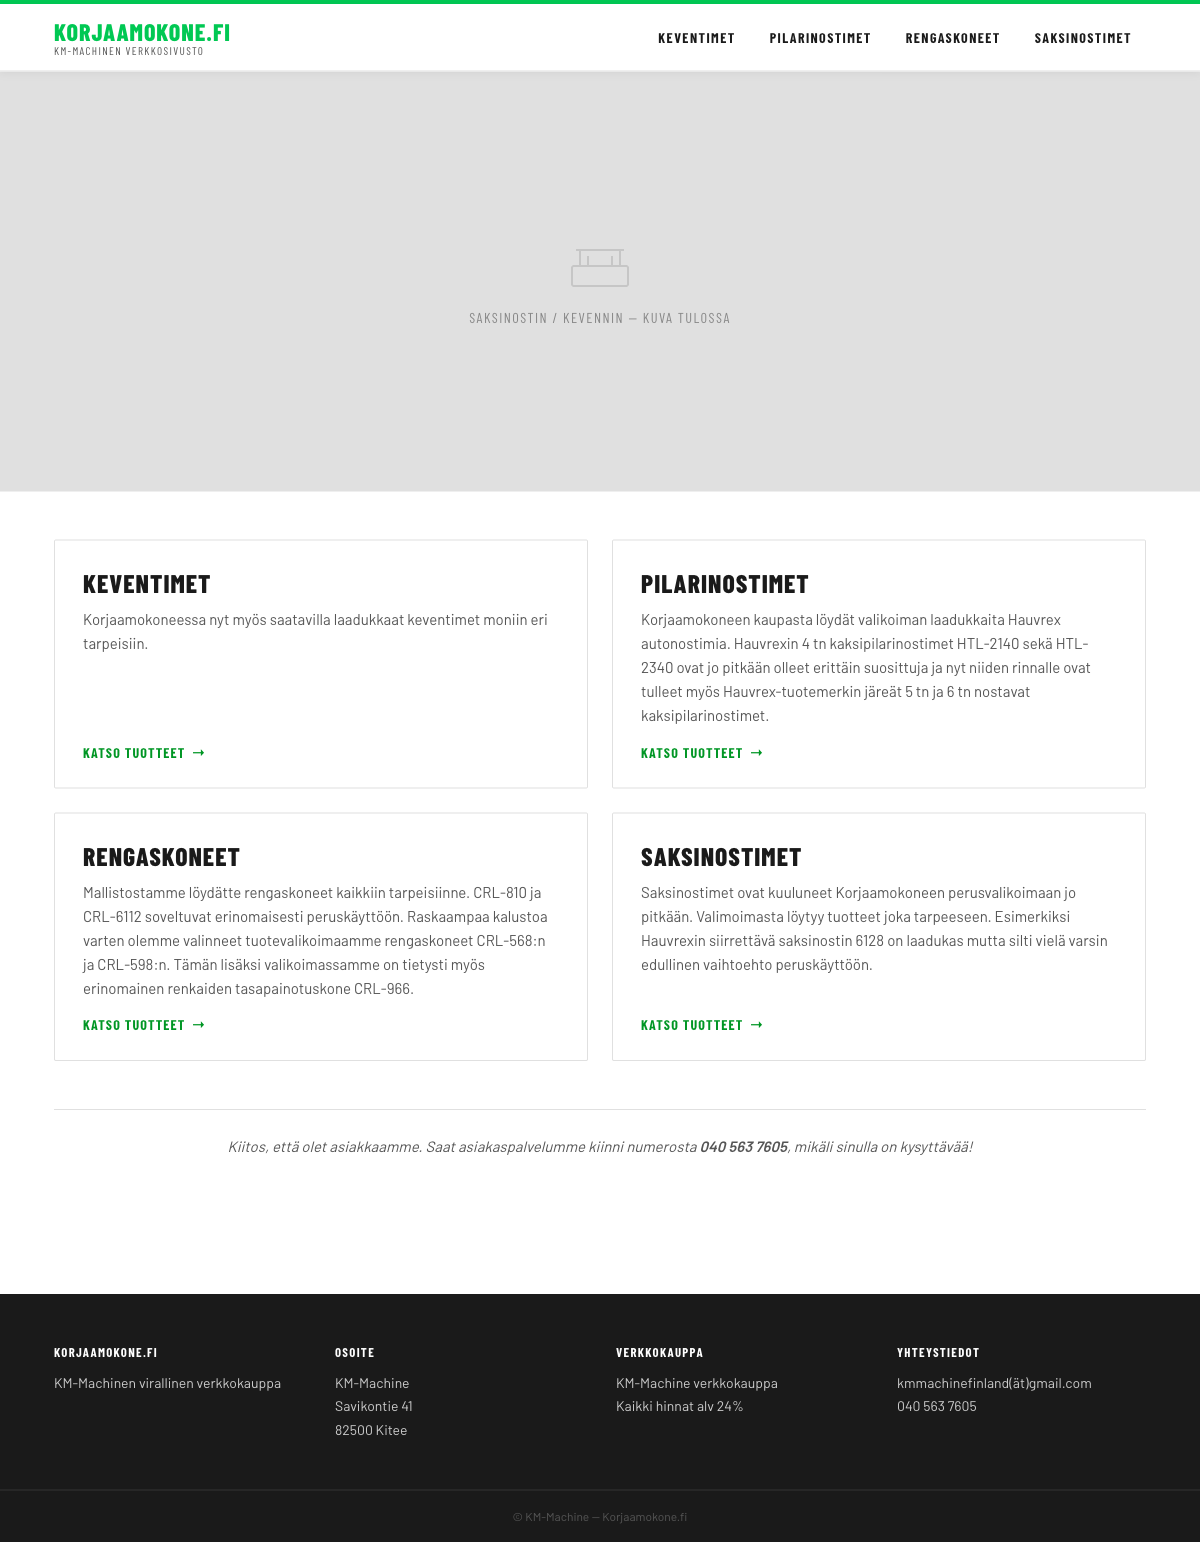 KORJAAMOKONE.FI
KM-MACHINEN VERKKOSIVUSTO
KEVENTIMET PILARINOSTIMET RENGASKONEET SAKSINOSTIMET
SAKSINOSTIN / KEVENNIN — KUVA TULOSSA
KEVENTIMET
Korjaamokoneessa nyt myös saatavilla laadukkaat keventimet moniin eri
tarpeisiin.
KATSO TUOTTEET →
PILARINOSTIMET
Korjaamokoneen kaupasta löydät valikoiman laadukkaita Hauvrex
autonostimia. Hauvrexin 4 tn kaksipilarinostimet HTL-2140 sekä HTL-
2340 ovat jo pitkään olleet erittäin suosittuja ja nyt niiden rinnalle ovat
tulleet myös Hauvrex-tuotemerkin järeät 5 tn ja 6 tn nostavat
kaksipilarinostimet.
KATSO TUOTTEET →
RENGASKONEET
Mallistostamme löydätte rengaskoneet kaikkiin tarpeisiinne. CRL-810 ja
CRL-6112 soveltuvat erinomaisesti peruskäyttöön. Raskaampaa kalustoa
varten olemme valinneet tuotevalikoimaamme rengaskoneet CRL-568:n
ja CRL-598:n. Tämän lisäksi valikoimassamme on tietysti myös
erinomainen renkaiden tasapainotuskone CRL-966.
KATSO TUOTTEET →
SAKSINOSTIMET
Saksinostimet ovat kuuluneet Korjaamokoneen perusvalikoimaan jo
pitkään. Valimoimasta löytyy tuotteet joka tarpeeseen. Esimerkiksi
Hauvrexin siirrettävä saksinostin 6128 on laadukas mutta silti vielä varsin
edullinen vaihtoehto peruskäyttöön.
KATSO TUOTTEET →
Kiitos, että olet asiakkaamme. Saat asiakaspalvelumme kiinni numerosta 040 563 7605, mikäli sinulla on kysyttävää!
KORJAAMOKONE.FI
KM-Machinen virallinen verkkokauppa
OSOITE
KM-Machine
Savikontie 41
82500 Kitee
VERKKOKAUPPA
KM-Machine verkkokauppa
Kaikki hinnat alv 24%
YHTEYSTIEDOT
kmmachinefinland(ät)gmail.com
040 563 7605
© KM-Machine — Korjaamokone.fi